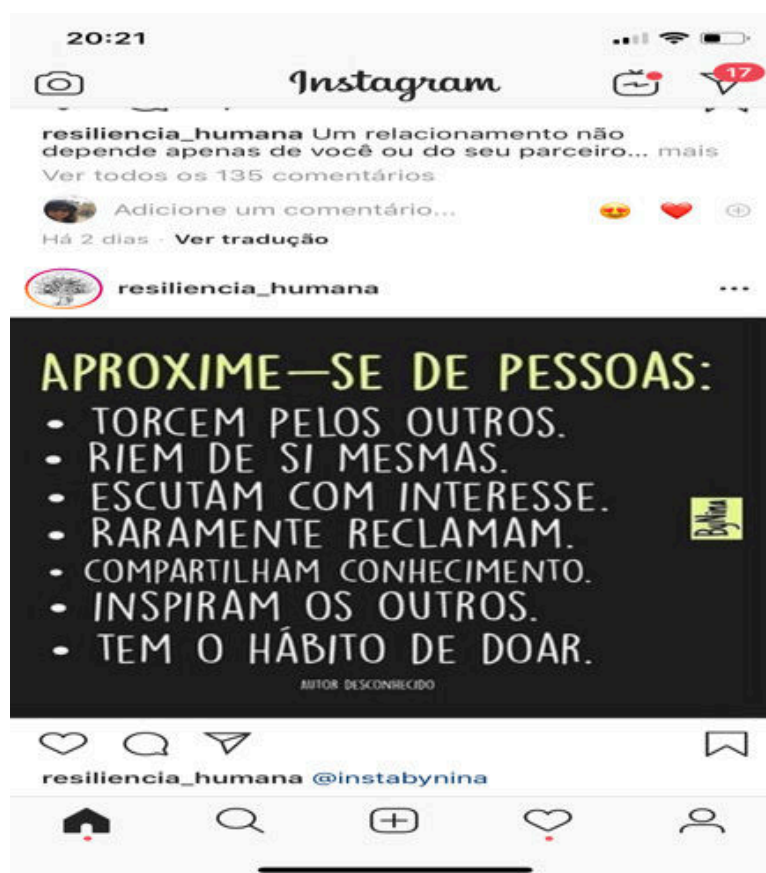 20:21
Instagram
17
resiliencia_humana Um relacionamento não
depende apenas de você ou do seu parceiro... mais
Ver todos os 135 comentários
Adicione um comentário...
Há 2 dias · Ver tradução
resiliencia_humana
APROXIME-SE DE PESSOAS:
• TORCEM PELOS OUTROS.
• RIEM DE SI MESMAS.
• ESCUTAM COM INTERESSE.
• RARAMENTE RECLAMAM.
• COMPARTILHAM CONHECIMENTO.
• INSPIRAM OS OUTROS.
• TEM O HÁBITO DE DOAR.
ByNina
AUTOR DESCONHECIDO
resiliencia_humana @instabynina